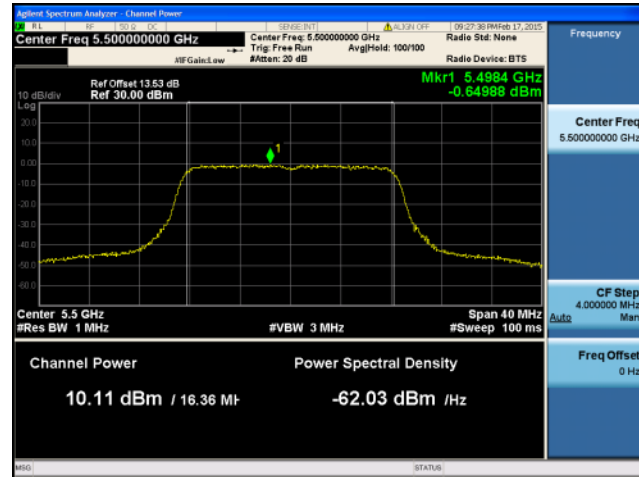 Agilent Spectrum Analyzer - Channel Power
RL RF 50 Ω DC SENSE:INT ALIGN OFF 09:27:38 PM Feb 17, 2015
Center Freq 5.500000000 GHz
Center Freq: 5.500000000 GHz
Radio Std: None
Trig: Free Run Avg|Hold: 100/100
#IFGain:Low #Atten: 20 dB Radio Device: BTS
Frequency
Mkr1 5.4984 GHz
-0.64988 dBm
Ref Offset 13.53 dB
10 dB/div Ref 30.00 dBm
Log
20.0
10.0
0.00
-10.0
-20.0
-30.0
-40.0
-50.0
-60.0
1
Center 5.5 GHz Span 40 MHz
#Res BW 1 MHz #VBW 3 MHz #Sweep 100 ms
Channel Power Power Spectral Density
10.11 dBm / 16.36 MH -62.03 dBm /Hz
Center Freq
5.500000000 GHz
CF Step
4.000000 MHz
Auto Man
Freq Offset
0 Hz
MSG STATUS